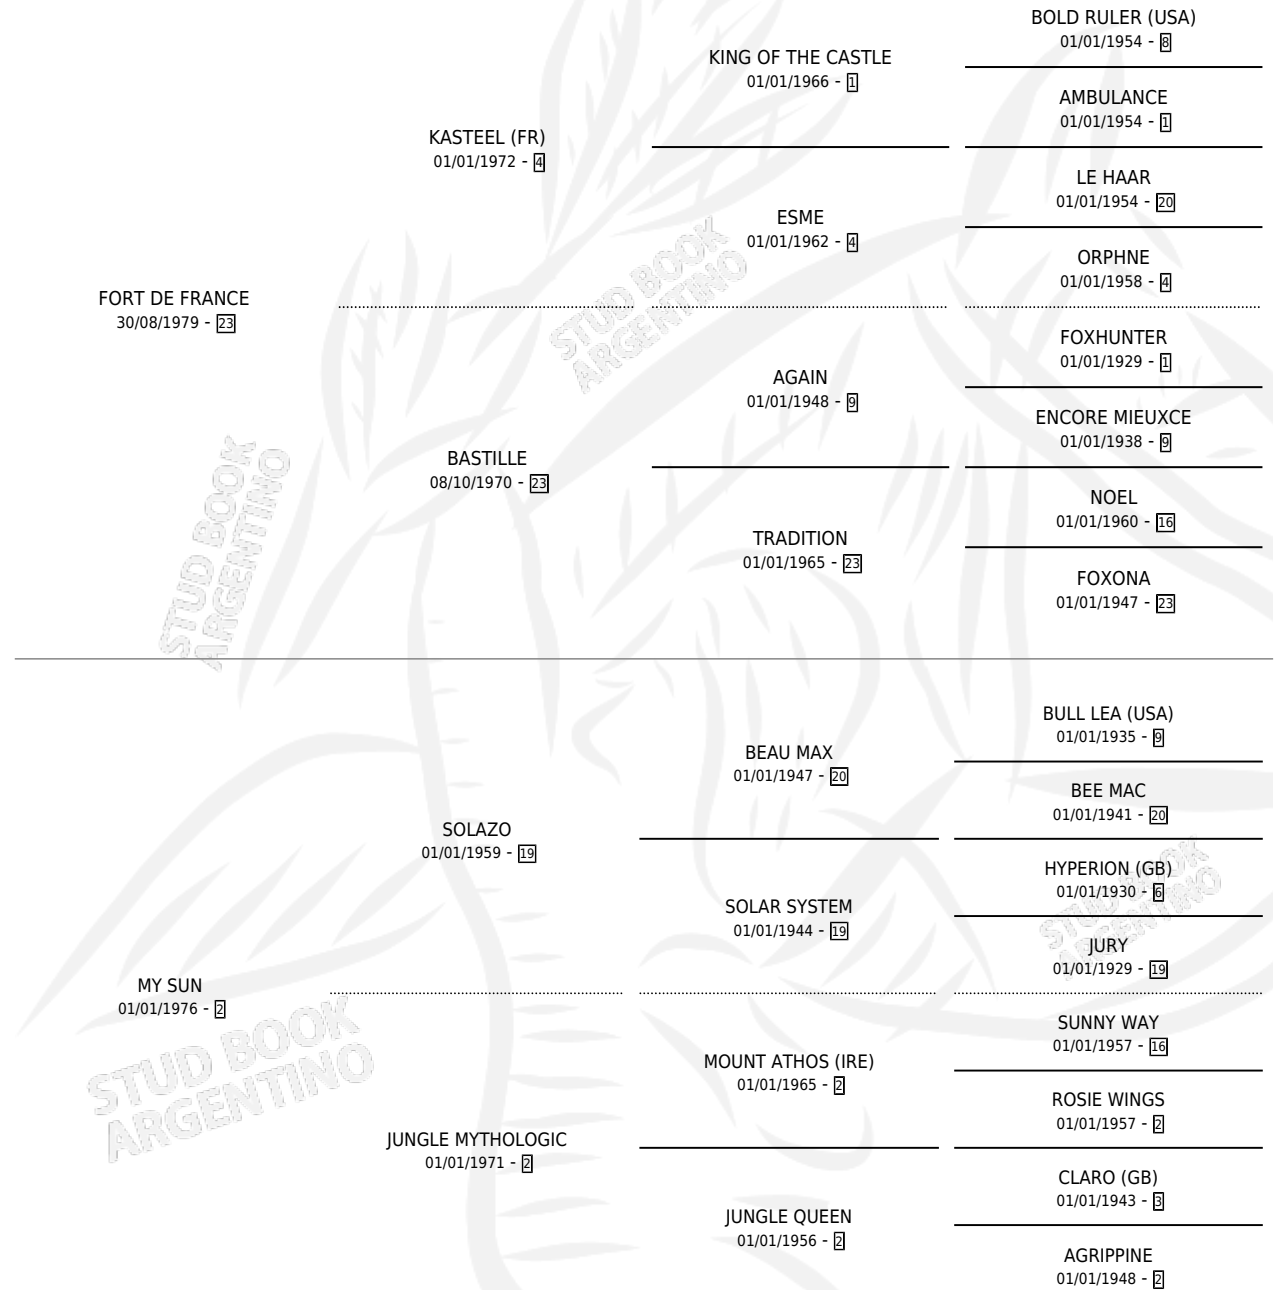 BOLD RULER (USA)
01/01/1954 - 8
KING OF THE CASTLE
01/01/1966 - 1
AMBULANCE
01/01/1954 - 1
KASTEEL (FR)
01/01/1972 - 4
LE HAAR
01/01/1954 - 20
ESME
01/01/1962 - 4
ORPHNE
01/01/1958 - 4
FORT DE FRANCE
30/08/1979 - 23
FOXHUNTER
01/01/1929 - 1
AGAIN
01/01/1948 - 9
ENCORE MIEUXCE
01/01/1938 - 9
BASTILLE
08/10/1970 - 23
NOEL
01/01/1960 - 16
TRADITION
01/01/1965 - 23
FOXONA
01/01/1947 - 23
STUD BOOK
ARGENTINO
STUD BOOK
ARGENTINO
BULL LEA (USA)
01/01/1935 - 9
BEAU MAX
01/01/1947 - 20
BEE MAC
01/01/1941 - 20
SOLAZO
01/01/1959 - 19
HYPERION (GB)
01/01/1930 - 6
SOLAR SYSTEM
01/01/1944 - 19
JURY
01/01/1929 - 19
MY SUN
01/01/1976 - 2
SUNNY WAY
01/01/1957 - 16
MOUNT ATHOS (IRE)
01/01/1965 - 2
ROSIE WINGS
01/01/1957 - 2
JUNGLE MYTHOLOGIC
01/01/1971 - 2
CLARO (GB)
01/01/1943 - 3
JUNGLE QUEEN
01/01/1956 - 2
AGRIPPINE
01/01/1948 - 2
STUD BOOK
ARGENTINO
STUD BOOK
ARGENTINO